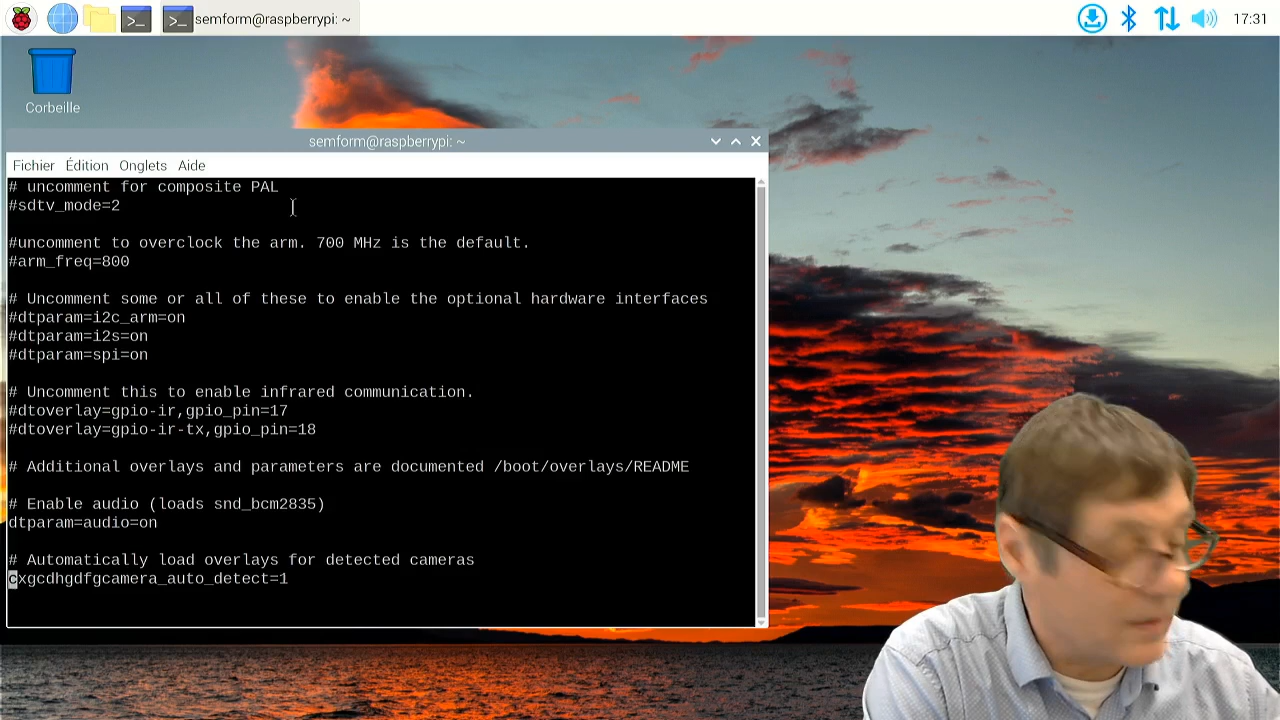 semform@raspberrypi: ~
17:31
Corbeille
semform@raspberrypi: ~
Fichier Édition Onglets Aide
# uncomment for composite PAL
#sdtv_mode=2
#uncomment to overclock the arm. 700 MHz is the default.
#arm_freq=800
# Uncomment some or all of these to enable the optional hardware interfaces
#dtparam=i2c_arm=on
#dtparam=i2s=on
#dtparam=spi=on
# Uncomment this to enable infrared communication.
#dtoverlay=gpio-ir,gpio_pin=17
#dtoverlay=gpio-ir-tx,gpio_pin=18
# Additional overlays and parameters are documented /boot/overlays/README
# Enable audio (loads snd_bcm2835)
dtparam=audio=on
# Automatically load overlays for detected cameras
cxgcdhgdfgcamera_auto_detect=1